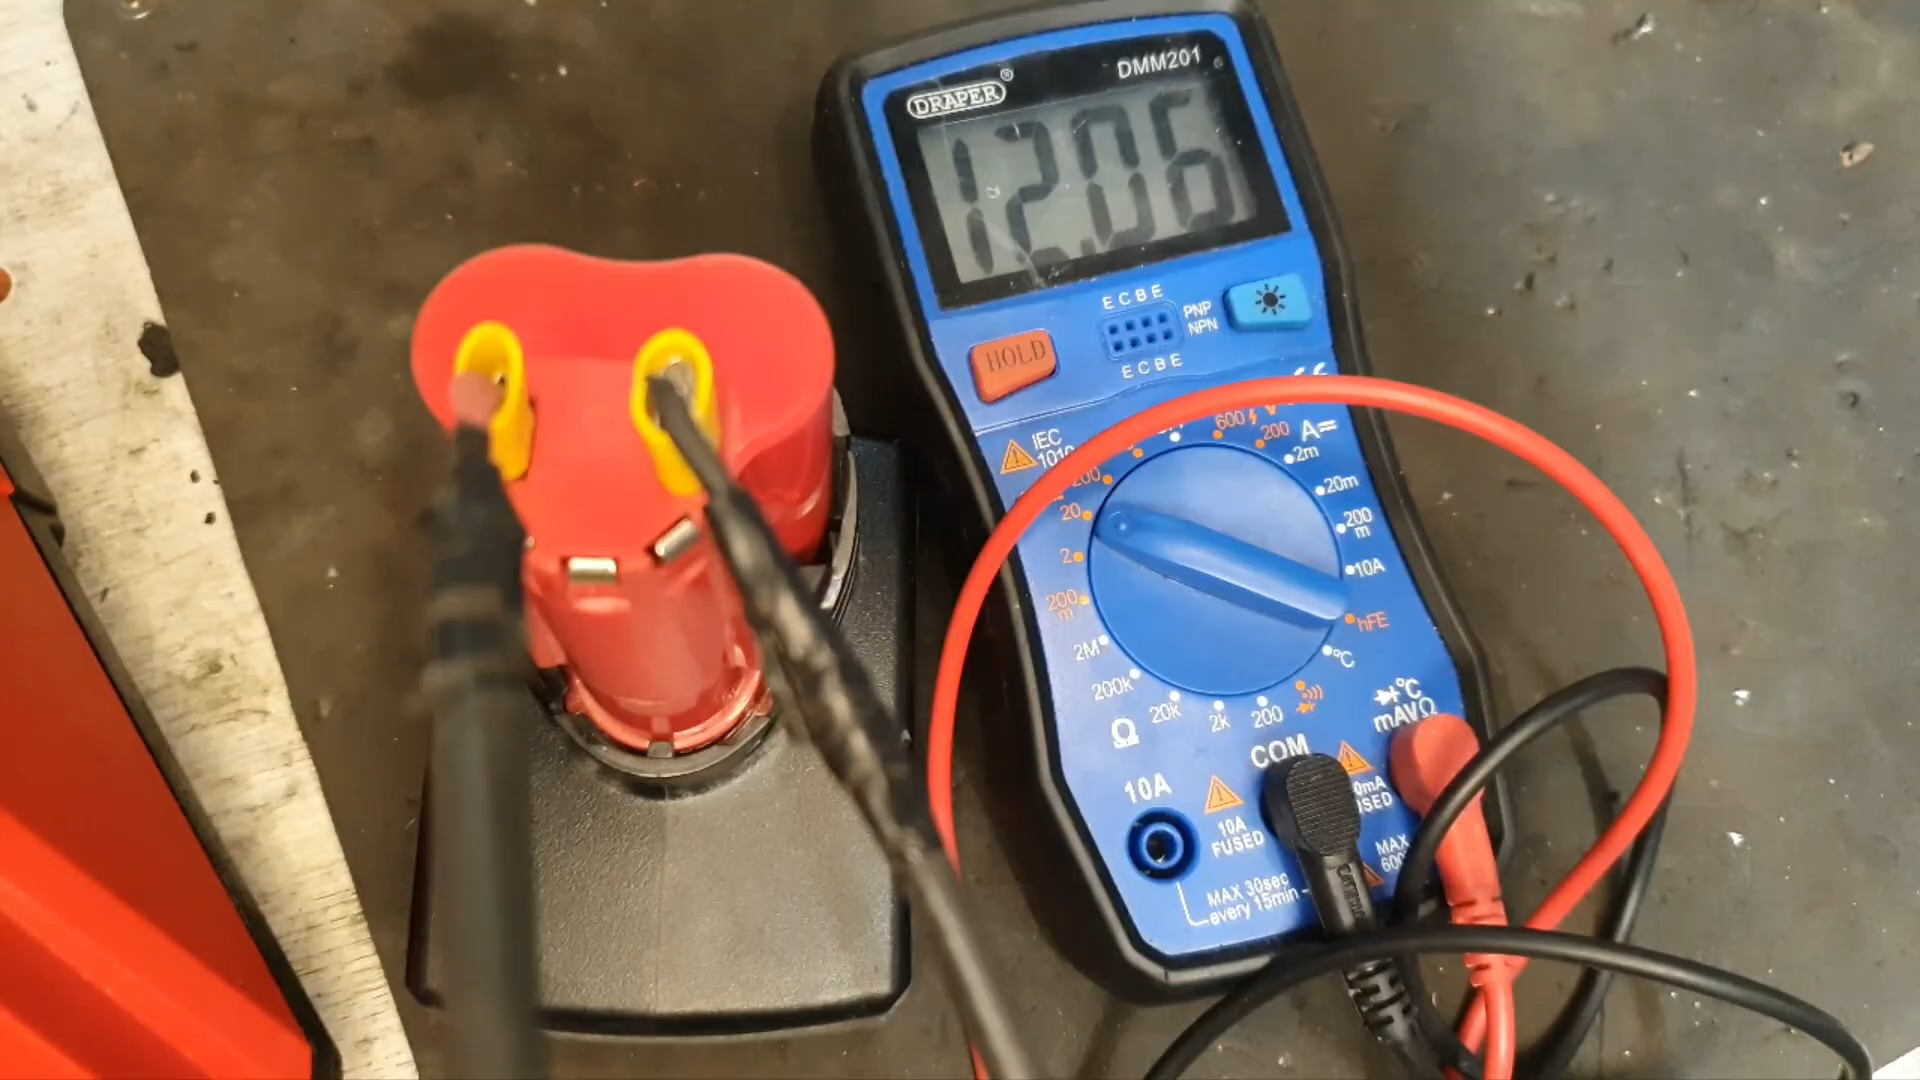 DRAPER®
DMM201
12.06
E C B E
PNP
NPN
E C B E
HOLD
IEC
600
200
A
2m
20m
200
m
10A
hFE
°C
20
2
200
m
2M
200k
20k
2k
200
Ω
°C
mAVΩ
COM
10A
10A
FUSED
MAX
MAX 30sec
every 15min